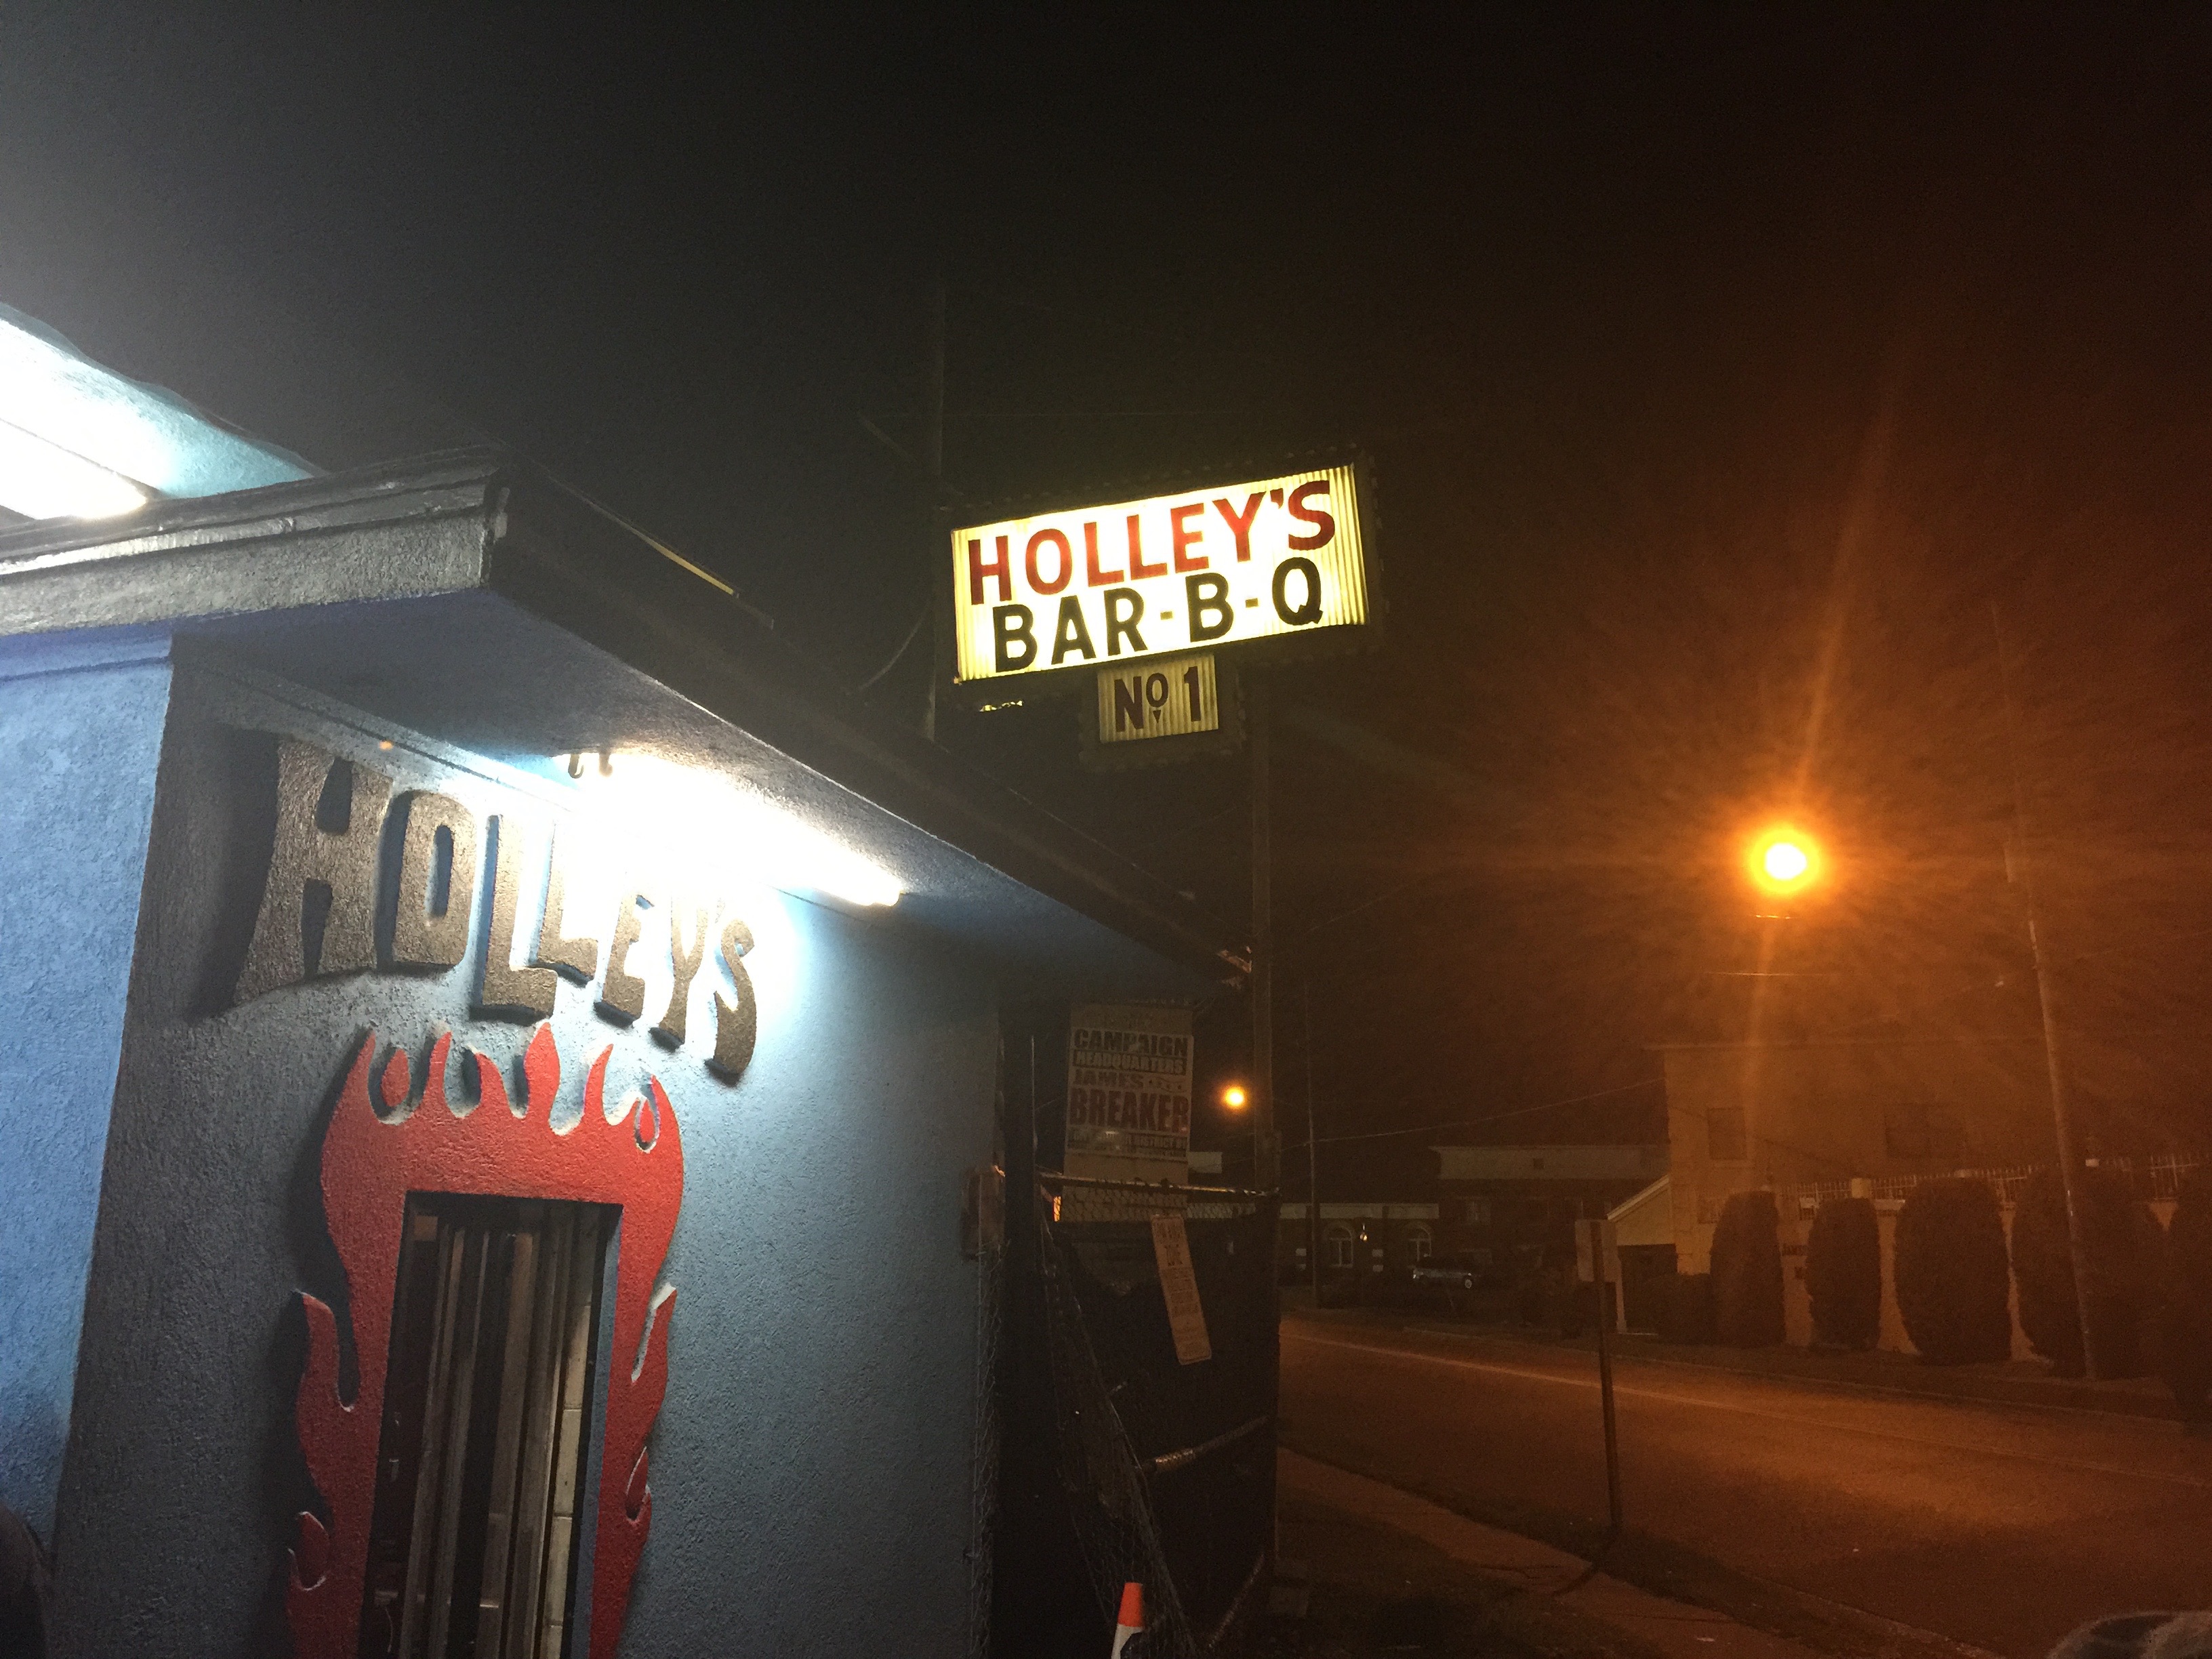 HOLLEY'S
BAR-B-Q
No 1
HOLLEY'S
CAMPAIGN
HEADQUARTERS
JAMES
BREAKER